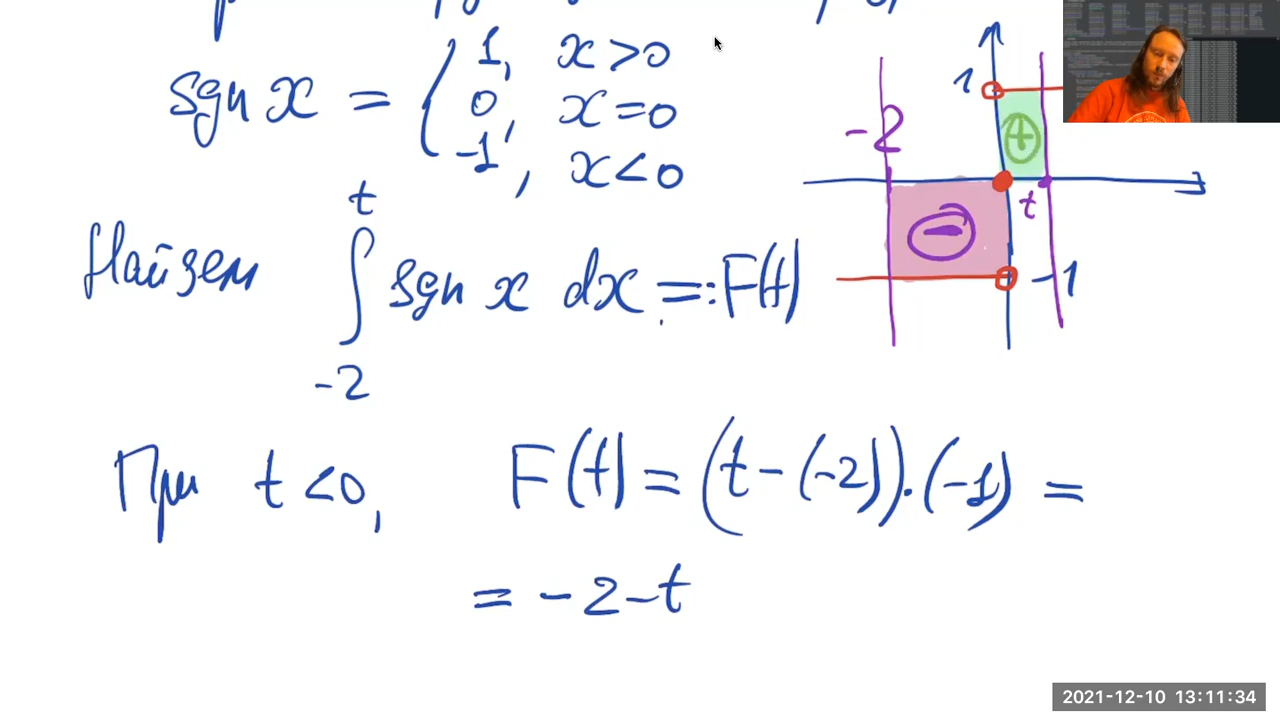 sgn x = { 1, x > 0
0, x = 0
-1, x < 0
Найдем ∫_{-2}^{t} sgn x dx =: F(t)
1
-2
+
t
-
-1
При t < 0, F(t) = (t - (-2)) · (-1) =
= -2 - t
2021-12-10 13:11:34